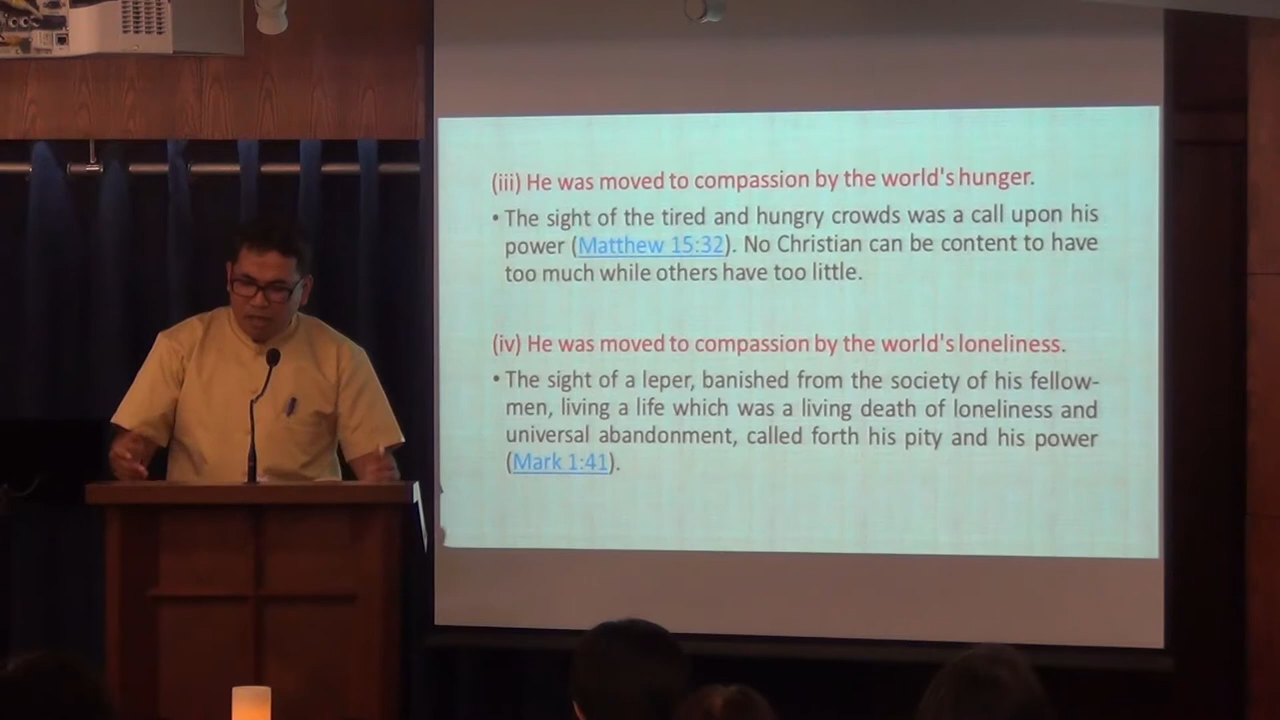 (iii) He was moved to compassion by the world's hunger.
• The sight of the tired and hungry crowds was a call upon his
power (Matthew 15:32). No Christian can be content to have
too much while others have too little.
(iv) He was moved to compassion by the world's loneliness.
• The sight of a leper, banished from the society of his fellow-
men, living a life which was a living death of loneliness and
universal abandonment, called forth his pity and his power
(Mark 1:41).